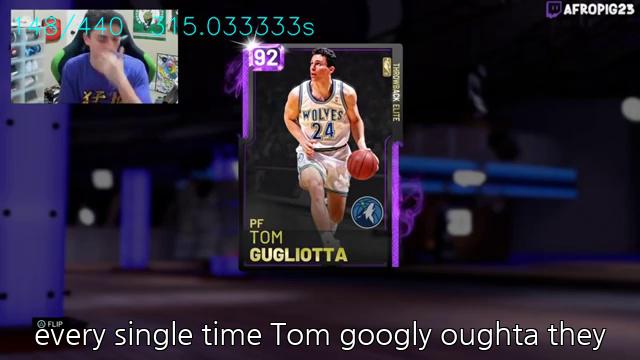 148/440 -315.033333s
AFROPIG23
92
THROWBACK ELITE
WOLVES
24
PF
TOM
GUGLIOTTA
FLIP
every single time Tom googly oughta they